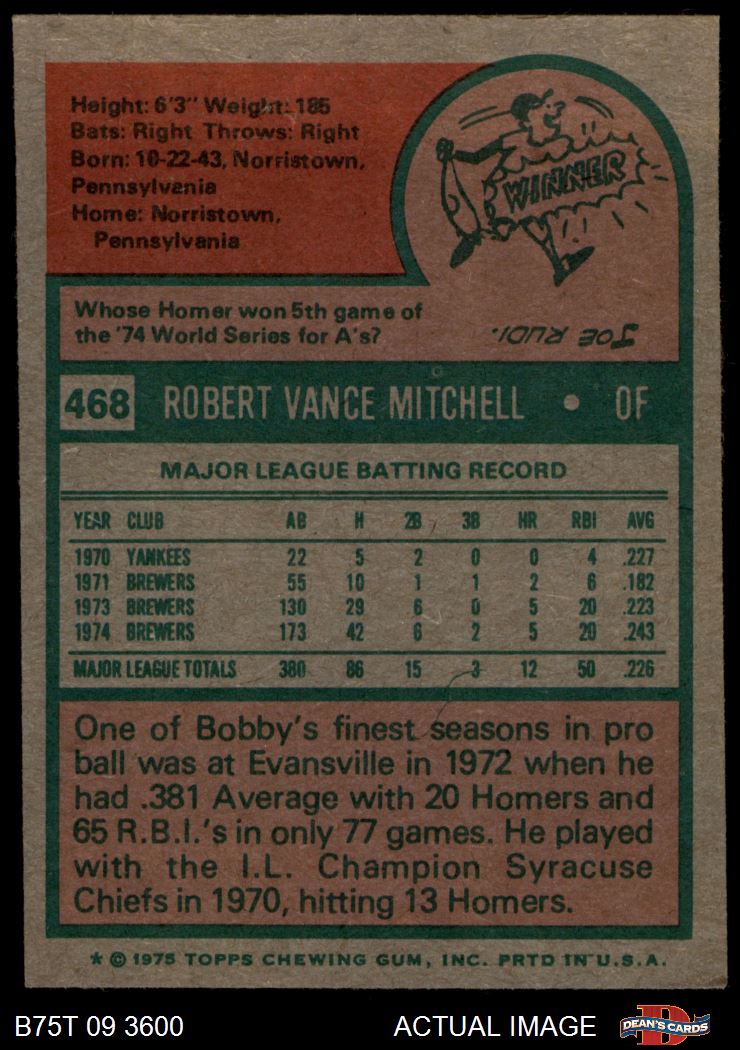 Height: 6'3" Weight: 185
Bats: Right Throws: Right
Born: 10-22-43, Norristown,
Pennsylvania
Home: Norristown,
Pennsylvania
WINNER
Whose Homer won 5th game of
the '74 World Series for A's?
JOE RUDI.
468 ROBERT VANCE MITCHELL • OF
MAJOR LEAGUE BATTING RECORD
YEAR CLUB AB H 2B 3B HR RBI AVG
1970 YANKEES 22 5 2 0 0 4 .227
1971 BREWERS 55 10 1 1 2 6 .182
1973 BREWERS 130 29 6 0 5 20 .223
1974 BREWERS 173 42 6 2 5 20 .243
MAJOR LEAGUE TOTALS 380 86 15 3 12 50 .226
One of Bobby's finest seasons in pro
ball was at Evansville in 1972 when he
had .381 Average with 20 Homers and
65 R.B.I.'s in only 77 games. He played
with the I.L. Champion Syracuse
Chiefs in 1970, hitting 13 Homers.
* © 1975 TOPPS CHEWING GUM, INC. PRTD IN U.S.A.
B75T 09 3600 ACTUAL IMAGE D DEAN'S CARDS